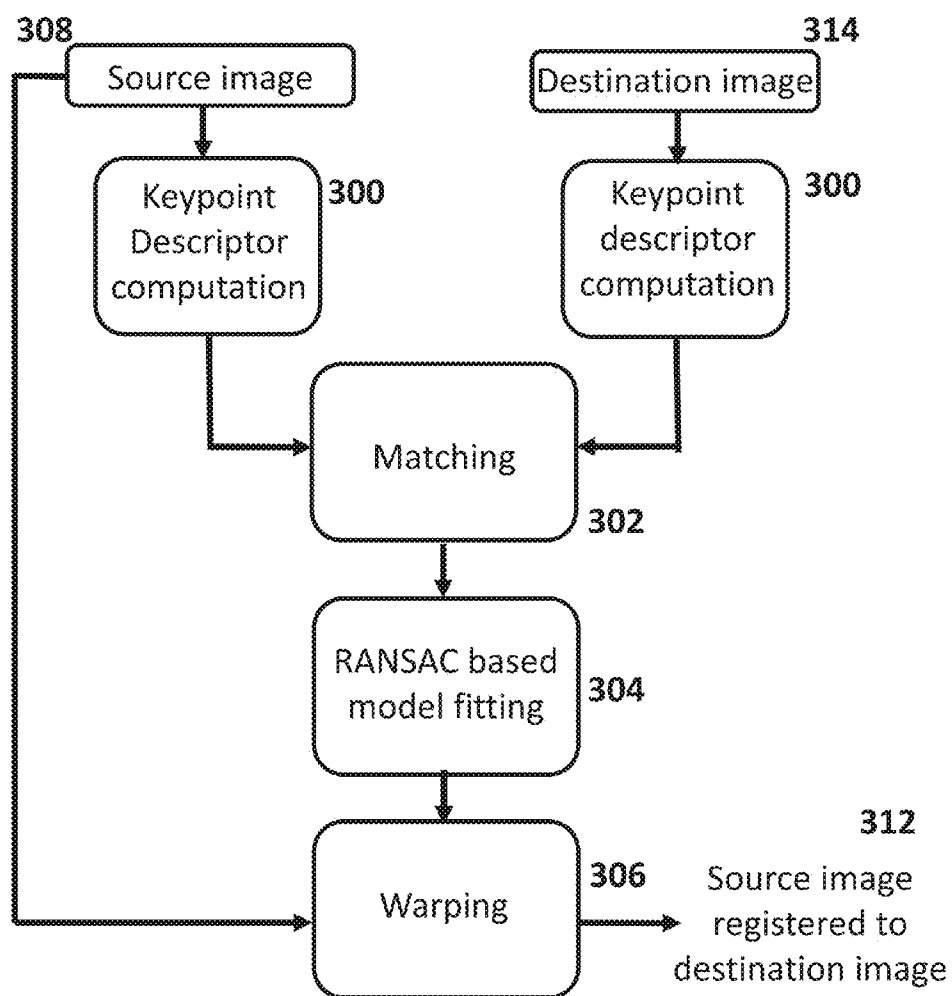 308
Source image
314
Destination image
Keypoint
Descriptor
computation
300
Keypoint
descriptor
computation
300
Matching
302
RANSAC based
model fitting
304
Warping
306
312
Source image
registered to
destination image